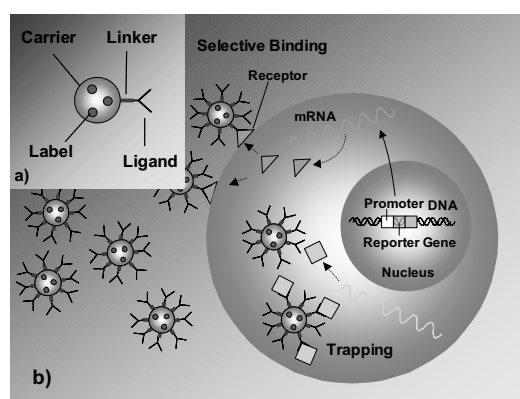 Carrier Linker
Label
Ligand
a)
Selective Binding
Receptor
mRNA
Promoter DNA
Reporter Gene
Nucleus
Trapping
b)